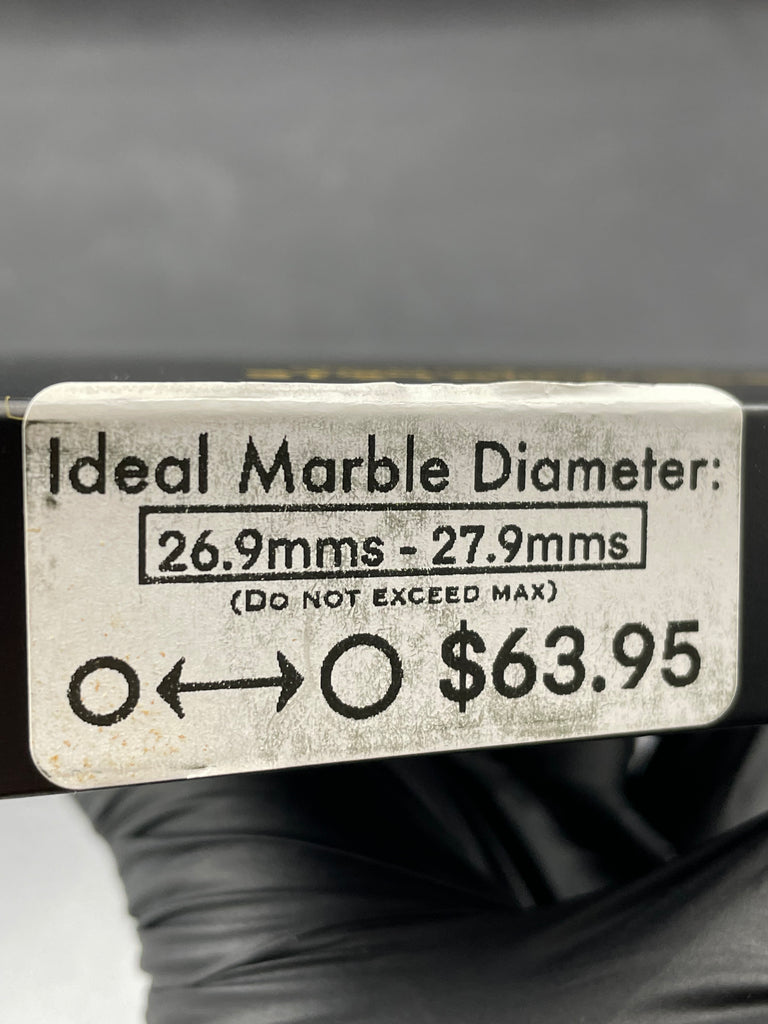 Ideal Marble Diameter:
26.9mms - 27.9mms
(DO NOT EXCEED MAX)
$63.95